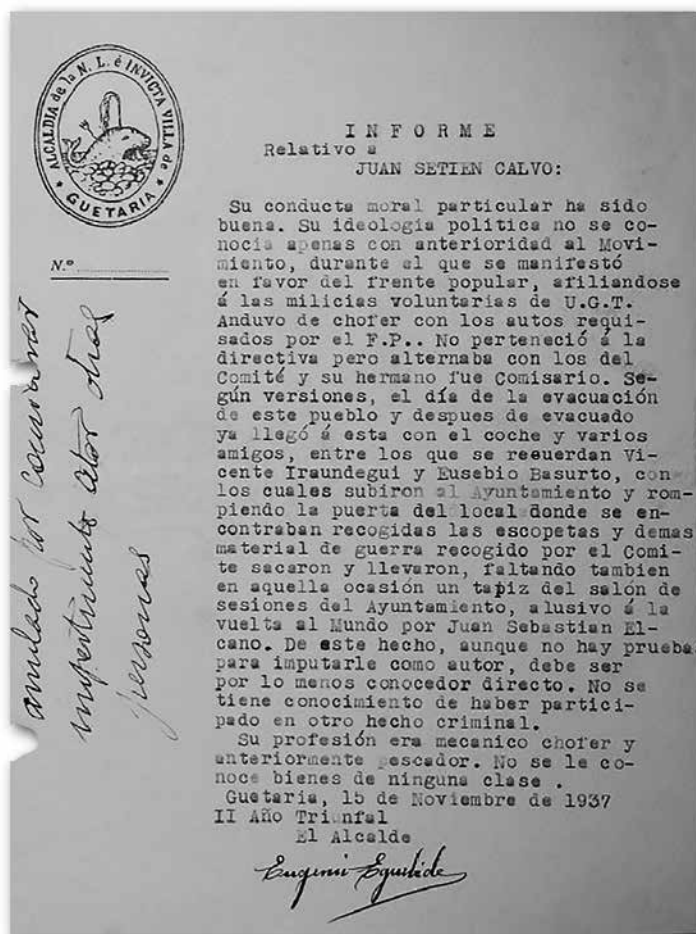 ALCALDIA de la N. L. é INVICTA VILLA de
GUETARIA
N.º
INFORME
Relativo a
JUAN SETIEN CALVO:
Su conducta moral particular ha sido
buena. Su ideologia politica no se co-
nocia apenas con anterioridad al Movi-
miento, durante el que se manifestó
en favor del frente popular, afiliandose
á las milicias voluntarias de U.G.T.
Anduvo de chofer con los autos requi-
sados por el F.P.. No perteneció á la
directiva pero alternaba con los del
Comité y su hermano fue Comisario. Se-
gún versiones, el día de la evacuación
de este pueblo y despues de evacuado
ya llegó á esta con el coche y varios
amigos, entre los que se recuerdan Vi-
cente Iraundegui y Eusebio Basurto, con
los cuales subiron al Ayuntamiento y rom-
piendo la puerta del local donde se en-
contraban recogidas las escopetas y demas
material de guerra recogido por el Comi-
te sacaron y llevaron, faltando tambien
en aquella ocasión un tapiz del salón de
sesiones del Ayuntamiento, alusivo á la
vuelta al Mundo por Juan Sebastian El-
cano. De este hecho, aunque no hay prueba
para imputarle como autor, debe ser
por lo menos conocedor directo. No se
tiene conocimiento de haber partici-
pado en otro hecho criminal.
Su profesión era mecanico chofer y
anteriormente pescador. No se le co-
noce bienes de ninguna clase .
Guetaria, 15 de Noviembre de 1937
II Año Triunfal
El Alcalde
Eugenio
anulado por considerar
impertinente citar otras
personas